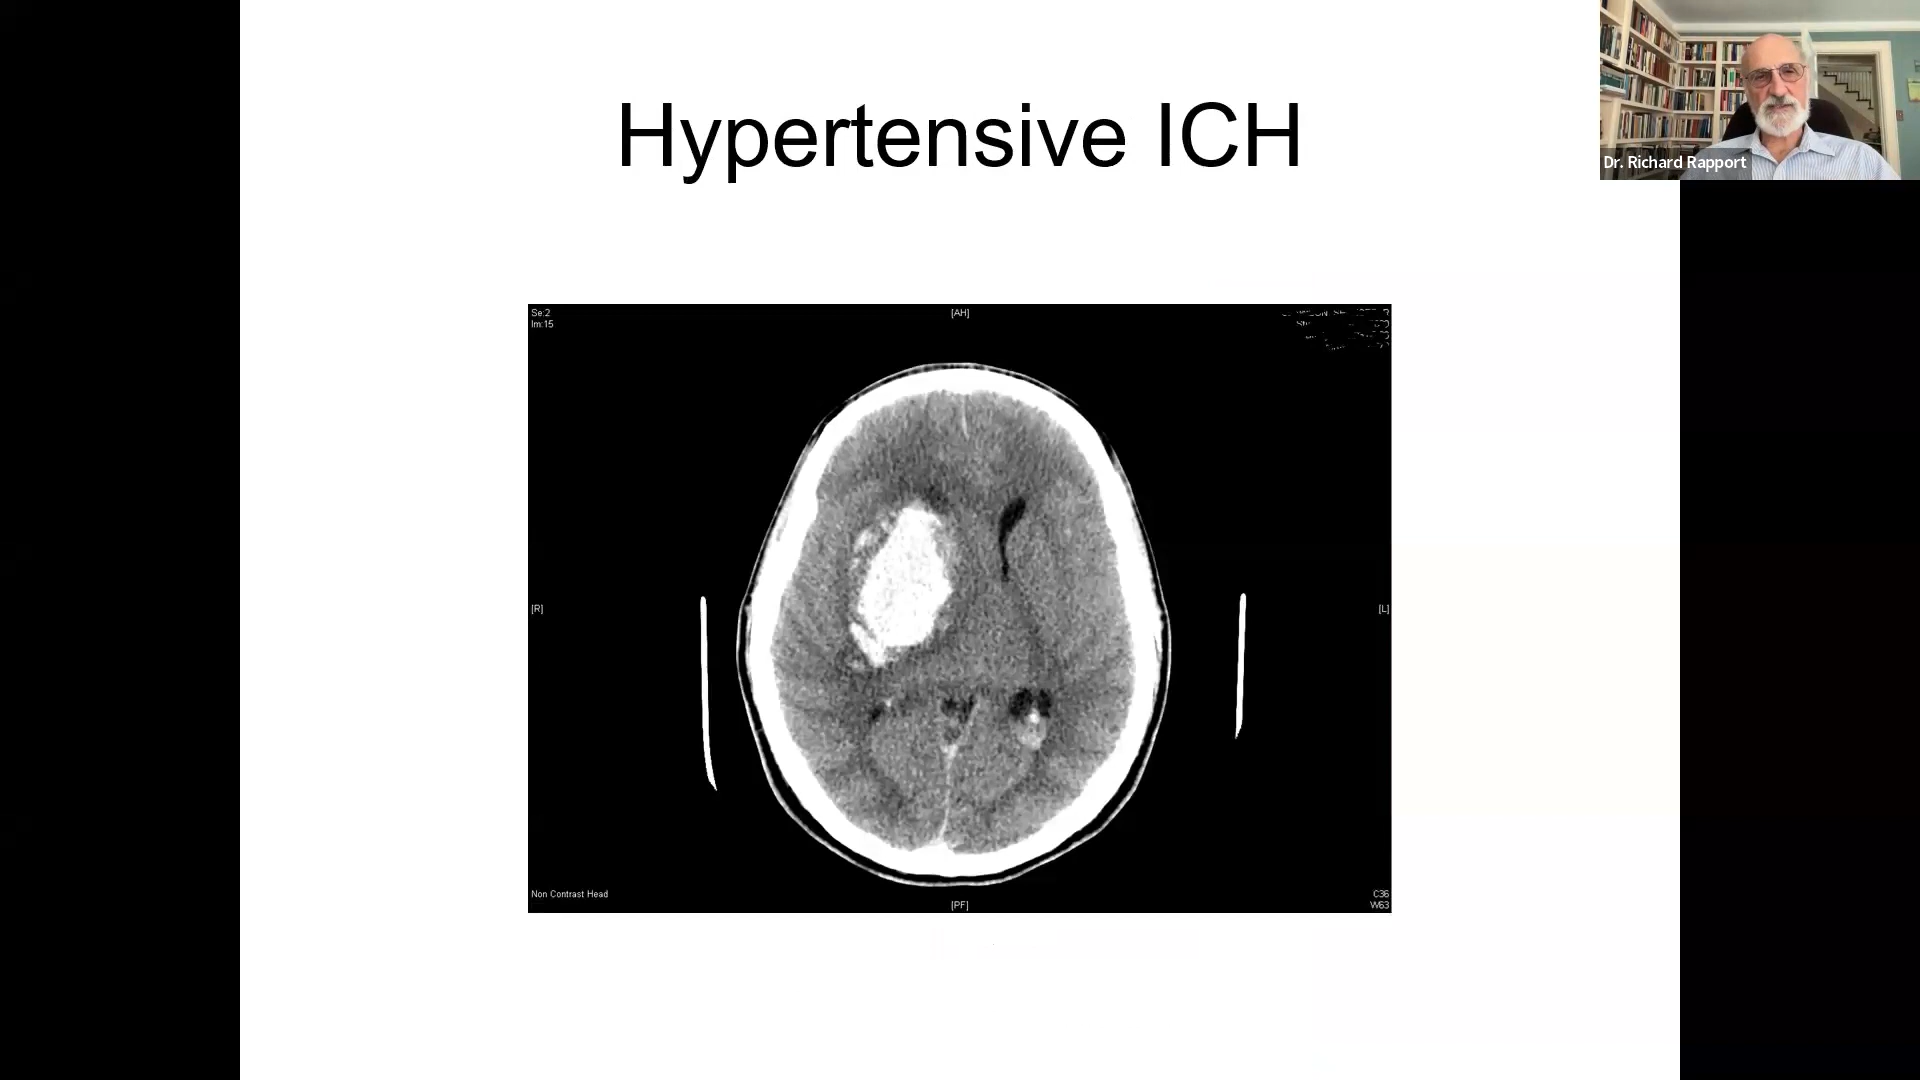 Hypertensive ICH
Dr. Richard Rapport
Se:2
Im:15
[AH]
[R]
[L]
Non Contrast Head
[PF]
C36
W63